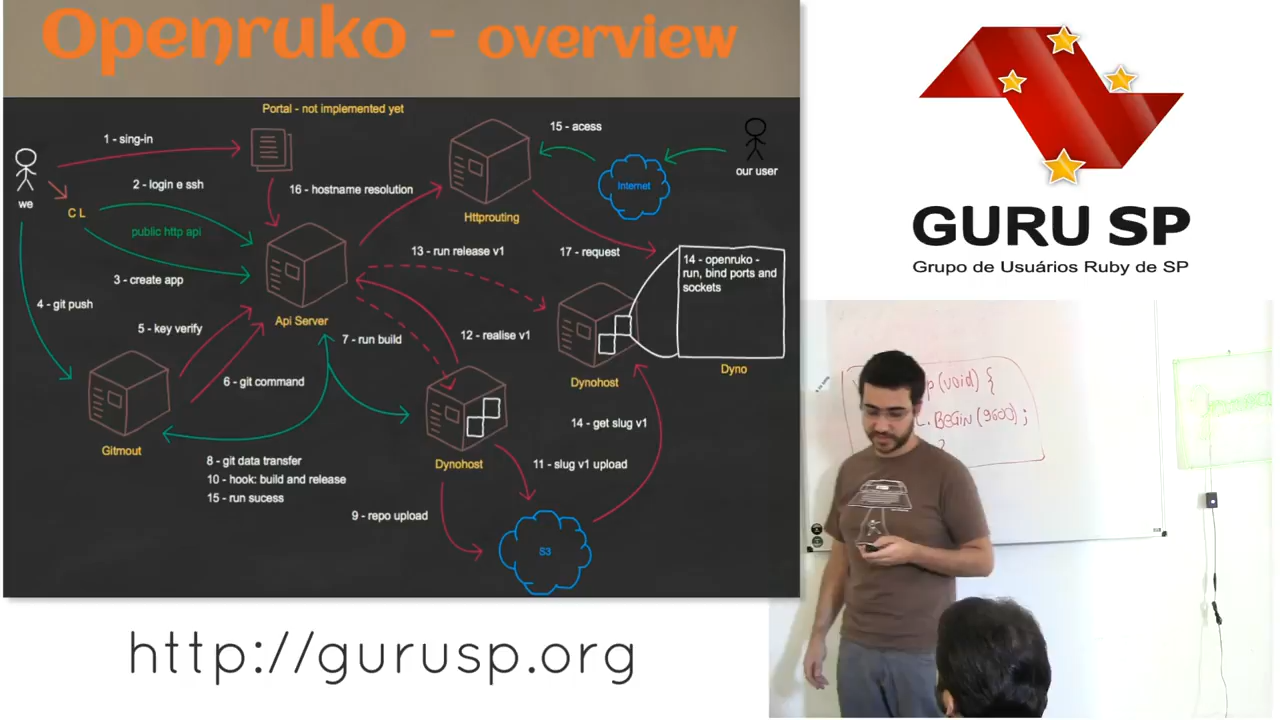 Openruko - overview
Portal - not implemented yet
1 - sing-in
we
C L
2 - login e ssh
public http api
3 - create app
4 - git push
5 - key verify
6 - git command
Gitmout
Api Server
16 - hostname resolution
Httprouting
15 - acess
Internet
our user
13 - run release v1
17 - request
14 - openruko -
run, bind ports and
sockets
Dyno
12 - realise v1
Dynohost
7 - run build
Dynohost
14 - get slug v1
11 - slug v1 upload
8 - git data transfer
10 - hook: build and release
15 - run sucess
9 - repo upload
S3
http://gurusp.org
GURU SP
Grupo de Usuários Ruby de SP
p(void) {
.BEGIN (9600);
}